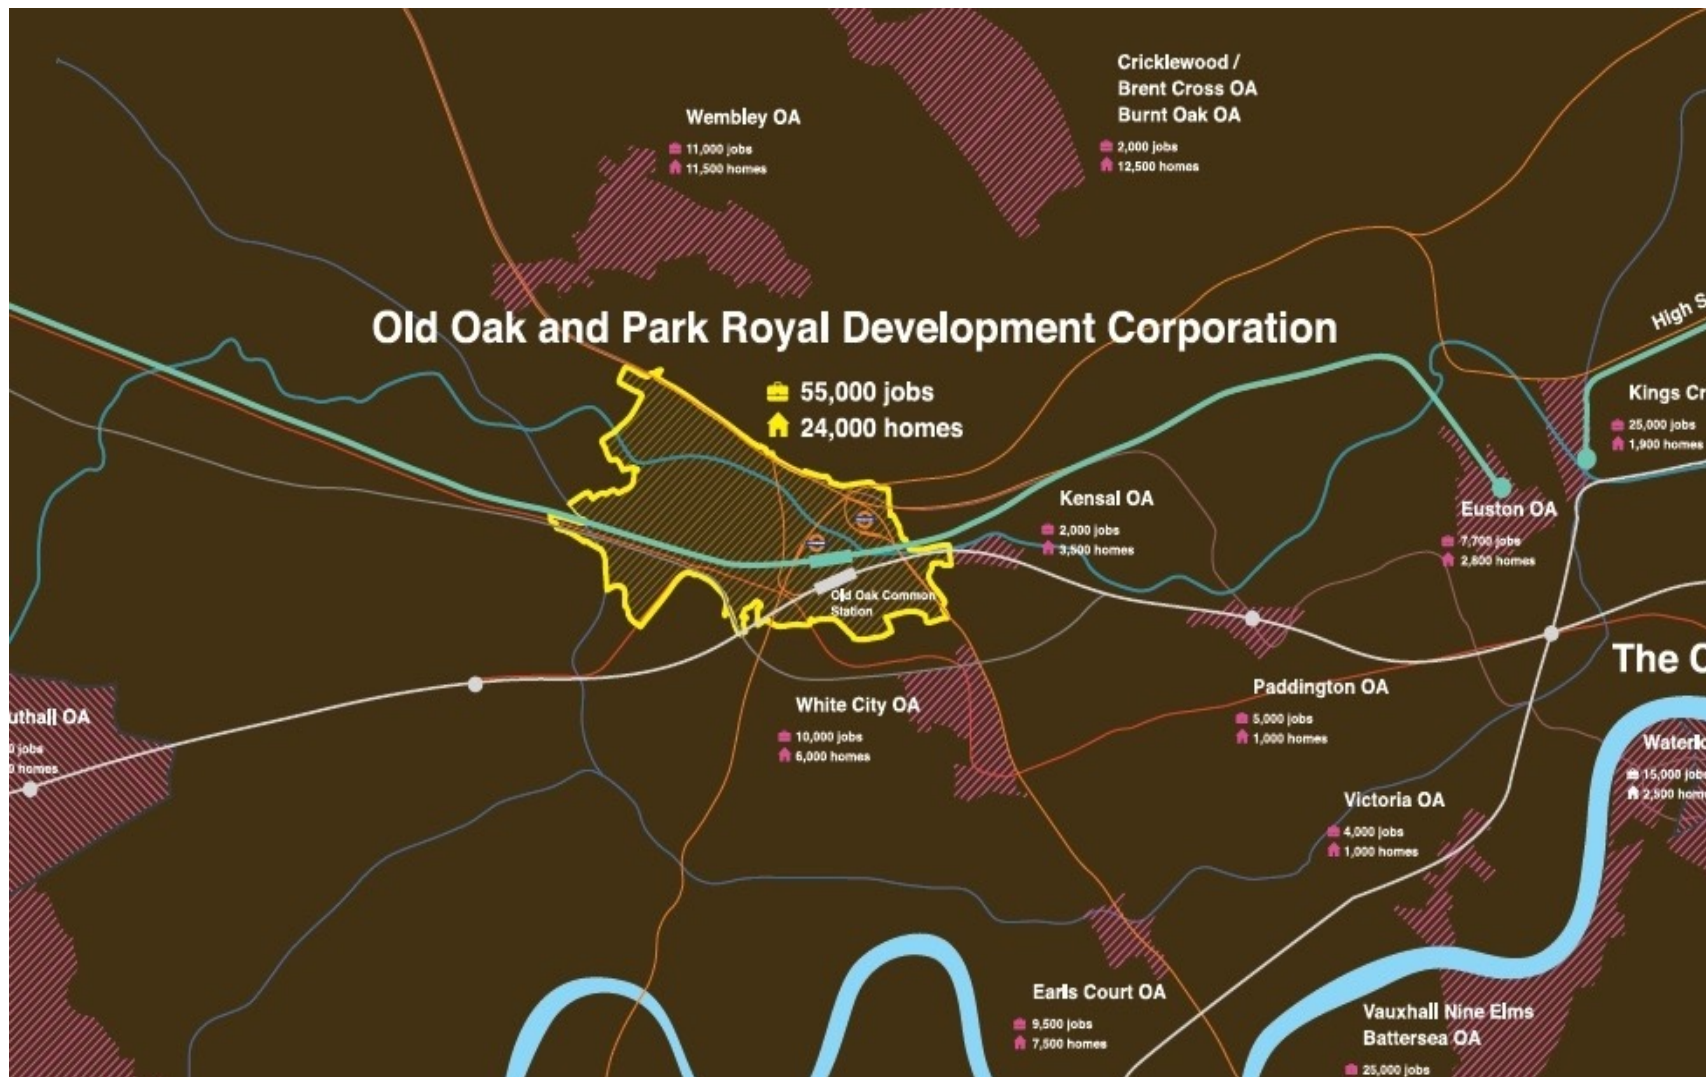 Cricklewood /
Brent Cross OA
Burnt Oak OA
2,000 jobs
12,500 homes
Wembley OA
11,000 jobs
11,500 homes
High S
Old Oak and Park Royal Development Corporation
55,000 jobs
24,000 homes
Kings Cr
25,000 jobs
1,900 homes
Kensal OA
2,000 jobs
3,500 homes
Euston OA
7,700 jobs
homes
Old Oak Common
Station
The C
White City OA
10,000 jobs
6,000 homes
Paddington OA
5,000 jobs
1,000 homes
uthall OA
0 jobs
0 homes
Waterlo
15,000 jobs
2,500 home
Victoria OA
4,000 jobs
1,000 homes
Earls Court OA
9,500 jobs
7,500 homes
Vauxhall Nine Elms
Battersea OA
25,000 jobs